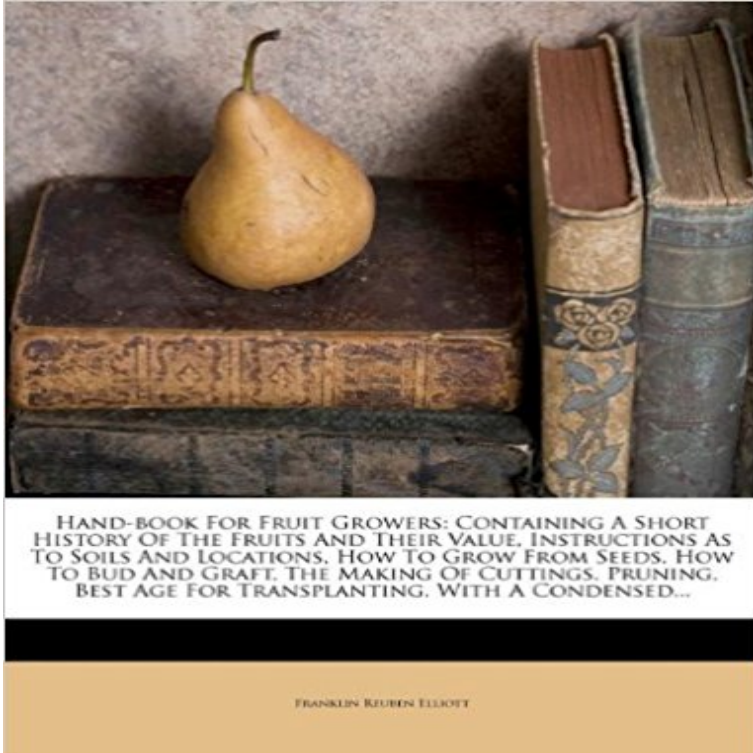 Hand-book For Fruit Growers: Containing A Short
History Of The Fruits And Their Value, Instructions As
To Soils And Locations, How To Grow From Seeds, How
To Bud And Graft, The Making Of Cuttings, Pruning,
Best Age For Transplanting, With A Condensed...
Franklin Reuben Elliott